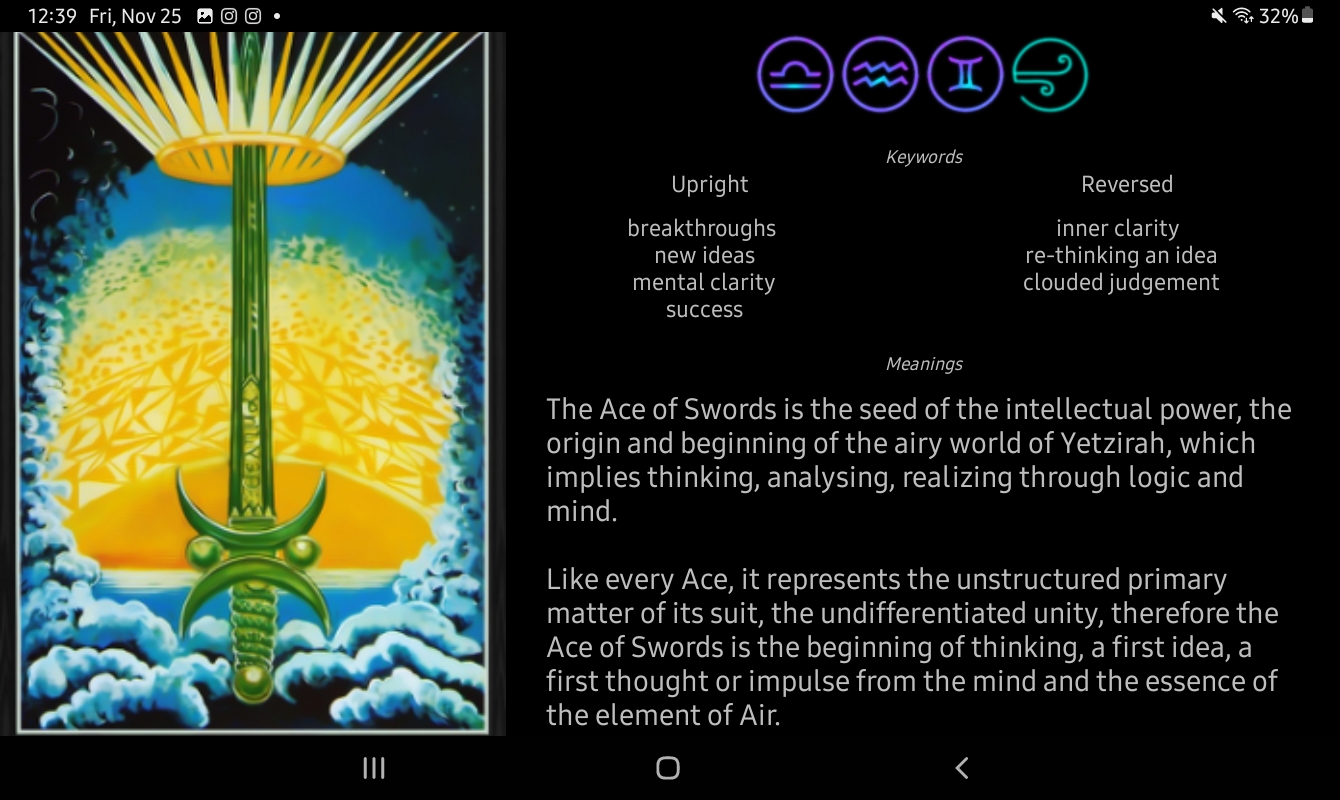 12:39 Fri, Nov 25
32%
Keywords
Upright
Reversed
breakthroughs
inner clarity
new ideas
re-thinking an idea
mental clarity
clouded judgement
success
Meanings
The Ace of Swords is the seed of the intellectual power, the
origin and beginning of the airy world of Yetzirah, which
implies thinking, analysing, realizing through logic and
mind.
Like every Ace, it represents the unstructured primary
matter of its suit, the undifferentiated unity, therefore the
Ace of Swords is the beginning of thinking, a first idea, a
first thought or impulse from the mind and the essence of
the element of Air.